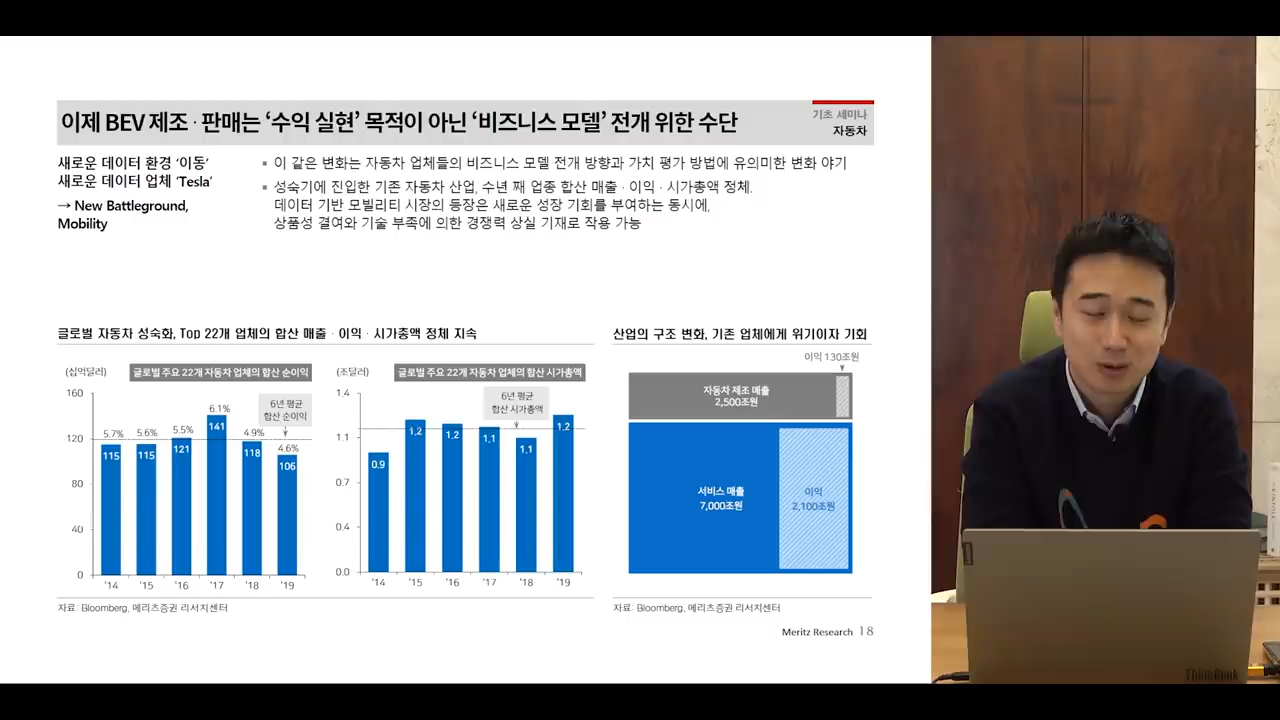 이제 BEV 제조 · 판매는 ‘수익 실현’ 목적이 아닌 ‘비즈니스 모델’ 전개 위한 수단
기초 세미나
자동차
새로운 데이터 환경 ‘이동’
새로운 데이터 업체 ‘Tesla’
→ New Battleground,
Mobility
▪ 이 같은 변화는 자동차 업체들의 비즈니스 모델 전개 방향과 가치 평가 방법에 유의미한 변화 야기
▪ 성숙기에 진입한 기존 자동차 산업, 수년 째 업종 합산 매출 · 이익 · 시가총액 정체.
데이터 기반 모빌리티 시장의 등장은 새로운 성장 기회를 부여하는 동시에,
상품성 결여와 기술 부족에 의한 경쟁력 상실 기재로 작용 가능
글로벌 자동차 성숙화, Top 22개 업체의 합산 매출 · 이익 · 시가총액 정체 지속
(십억달러)
글로벌 주요 22개 자동차 업체의 합산 순이익
160
120
80
40
0
6년 평균
합산 순이익
5.7%
5.6%
5.5%
6.1%
4.9%
4.6%
115
115
121
141
118
106
'14
'15
'16
'17
'18
'19
(조달러)
글로벌 주요 22개 자동차 업체의 합산 시가총액
1.4
1.1
0.7
0.4
0.0
6년 평균
합산 시가총액
0.9
1.2
1.2
1.1
1.1
1.2
'14
'15
'16
'17
'18
'19
자료: Bloomberg, 메리츠증권 리서치센터
산업의 구조 변화, 기존 업체에게 위기이자 기회
이익 130조원
자동차 제조 매출
2,500조원
서비스 매출
7,000조원
이익
2,100조원
자료: Bloomberg, 메리츠증권 리서치센터
Meritz Research 18
ThinkBook